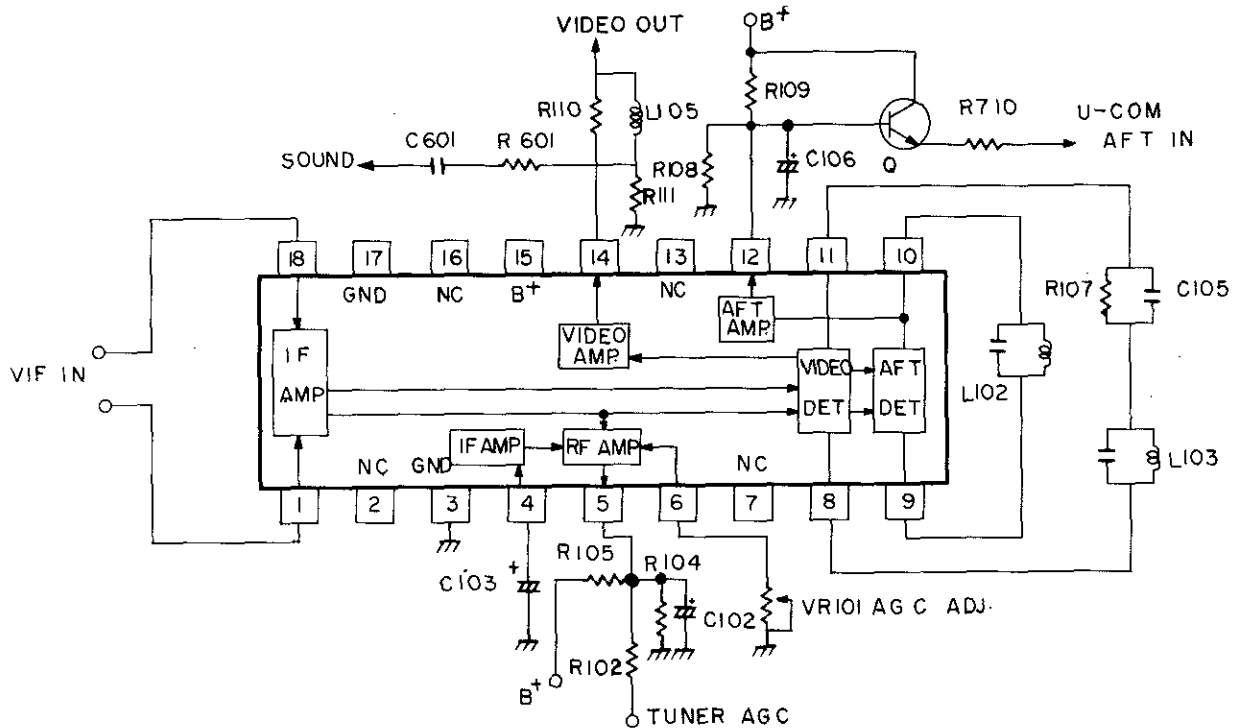 VIDEO OUT
B+
R110
L105
R109
R710
U-COM
AFT IN
C601
R 601
SOUND
R108
C106
Q
R111
18
17
16
15
14
13
12
11
10
GND
NC
B+
NC
R107
C105
VIF IN
IF
AMP
VIDEO
AMP
AFT
AMP
VIDEO
DET
AFT
DET
L102
L103
IF AMP
RF AMP
NC
GND
NC
1
2
3
4
5
6
7
8
9
C103
R105
R104
C102
VR101 AGC ADJ.
R102
B+
TUNER AGC